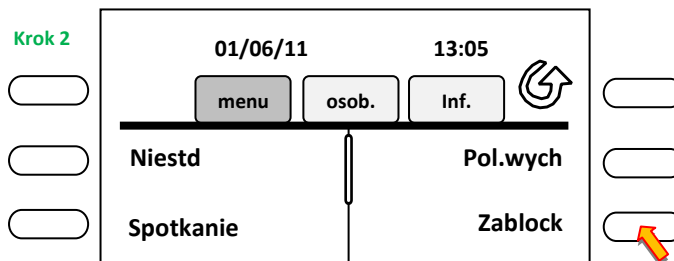 Krok 2
01/06/11 13:05
menu osob. Inf.
Niestd Pol.wych
Spotkanie Zablock